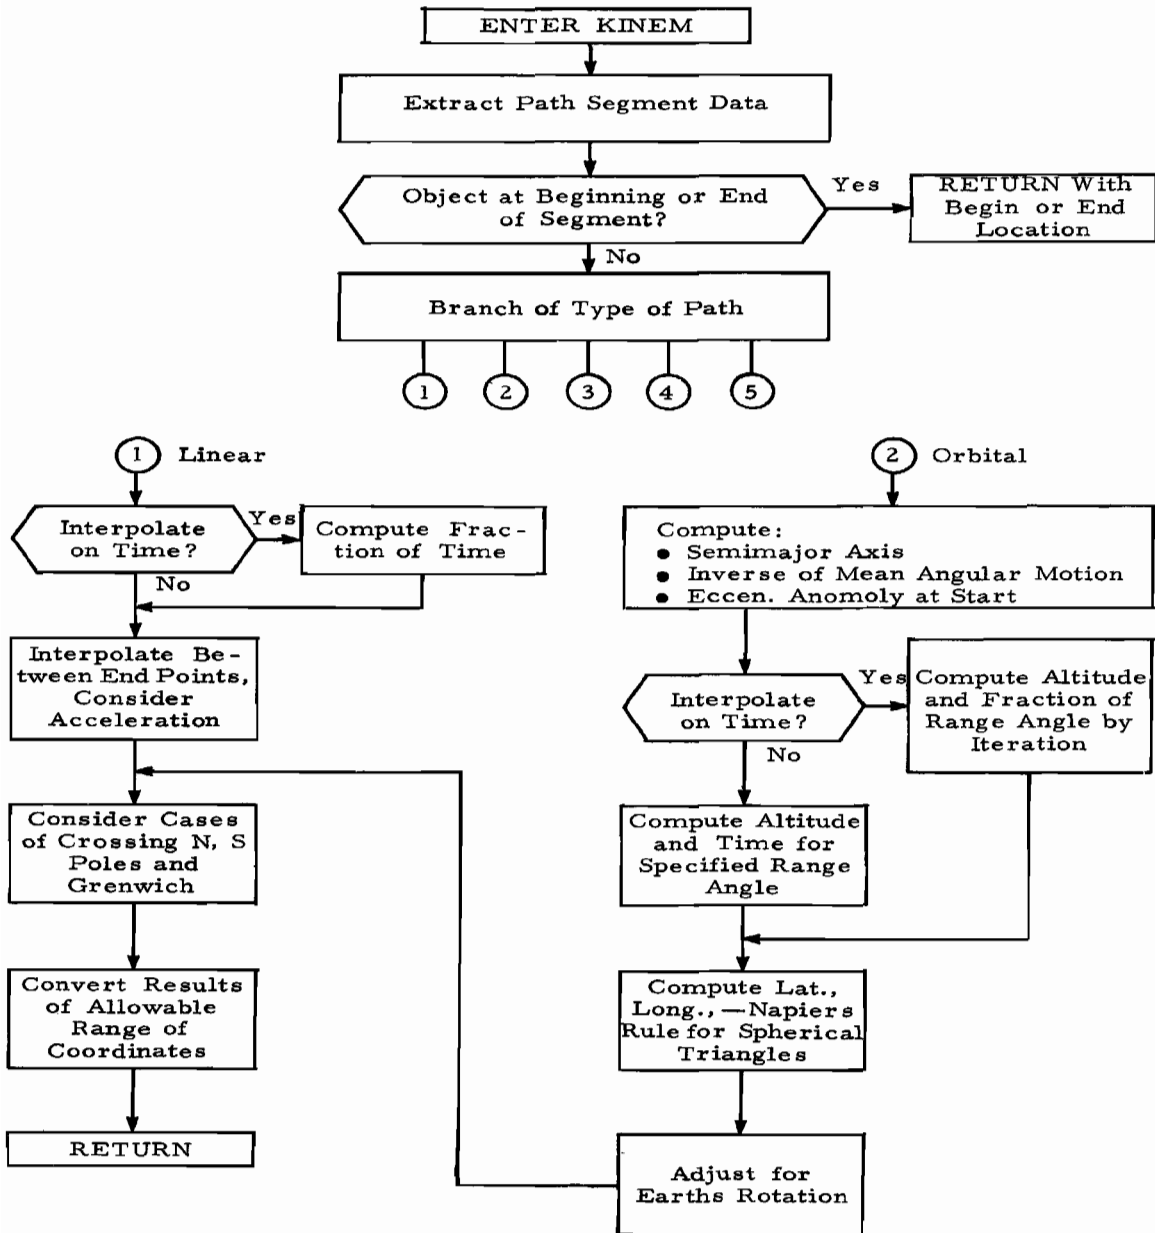 ENTER KINEM
Extract Path Segment Data
Object at Beginning or End
of Segment?
Yes
RETURN With
Begin or End
Location
No
Branch of Type of Path
1
2
3
4
5
1 Linear
Interpolate
on Time?
Yes
Compute Frac-
tion of Time
No
Interpolate Be-
tween End Points,
Consider
Acceleration
Consider Cases
of Crossing N, S
Poles and
Grenwich
Convert Results
of Allowable
Range of
Coordinates
RETURN
2 Orbital
Compute:
• Semimajor Axis
• Inverse of Mean Angular Motion
• Eccen. Anomoly at Start
Interpolate
on Time?
Yes
Compute Altitude
and Fraction of
Range Angle by
Iteration
No
Compute Altitude
and Time for
Specified Range
Angle
Compute Lat.,
Long., —Napiers
Rule for Spherical
Triangles
Adjust for
Earths Rotation